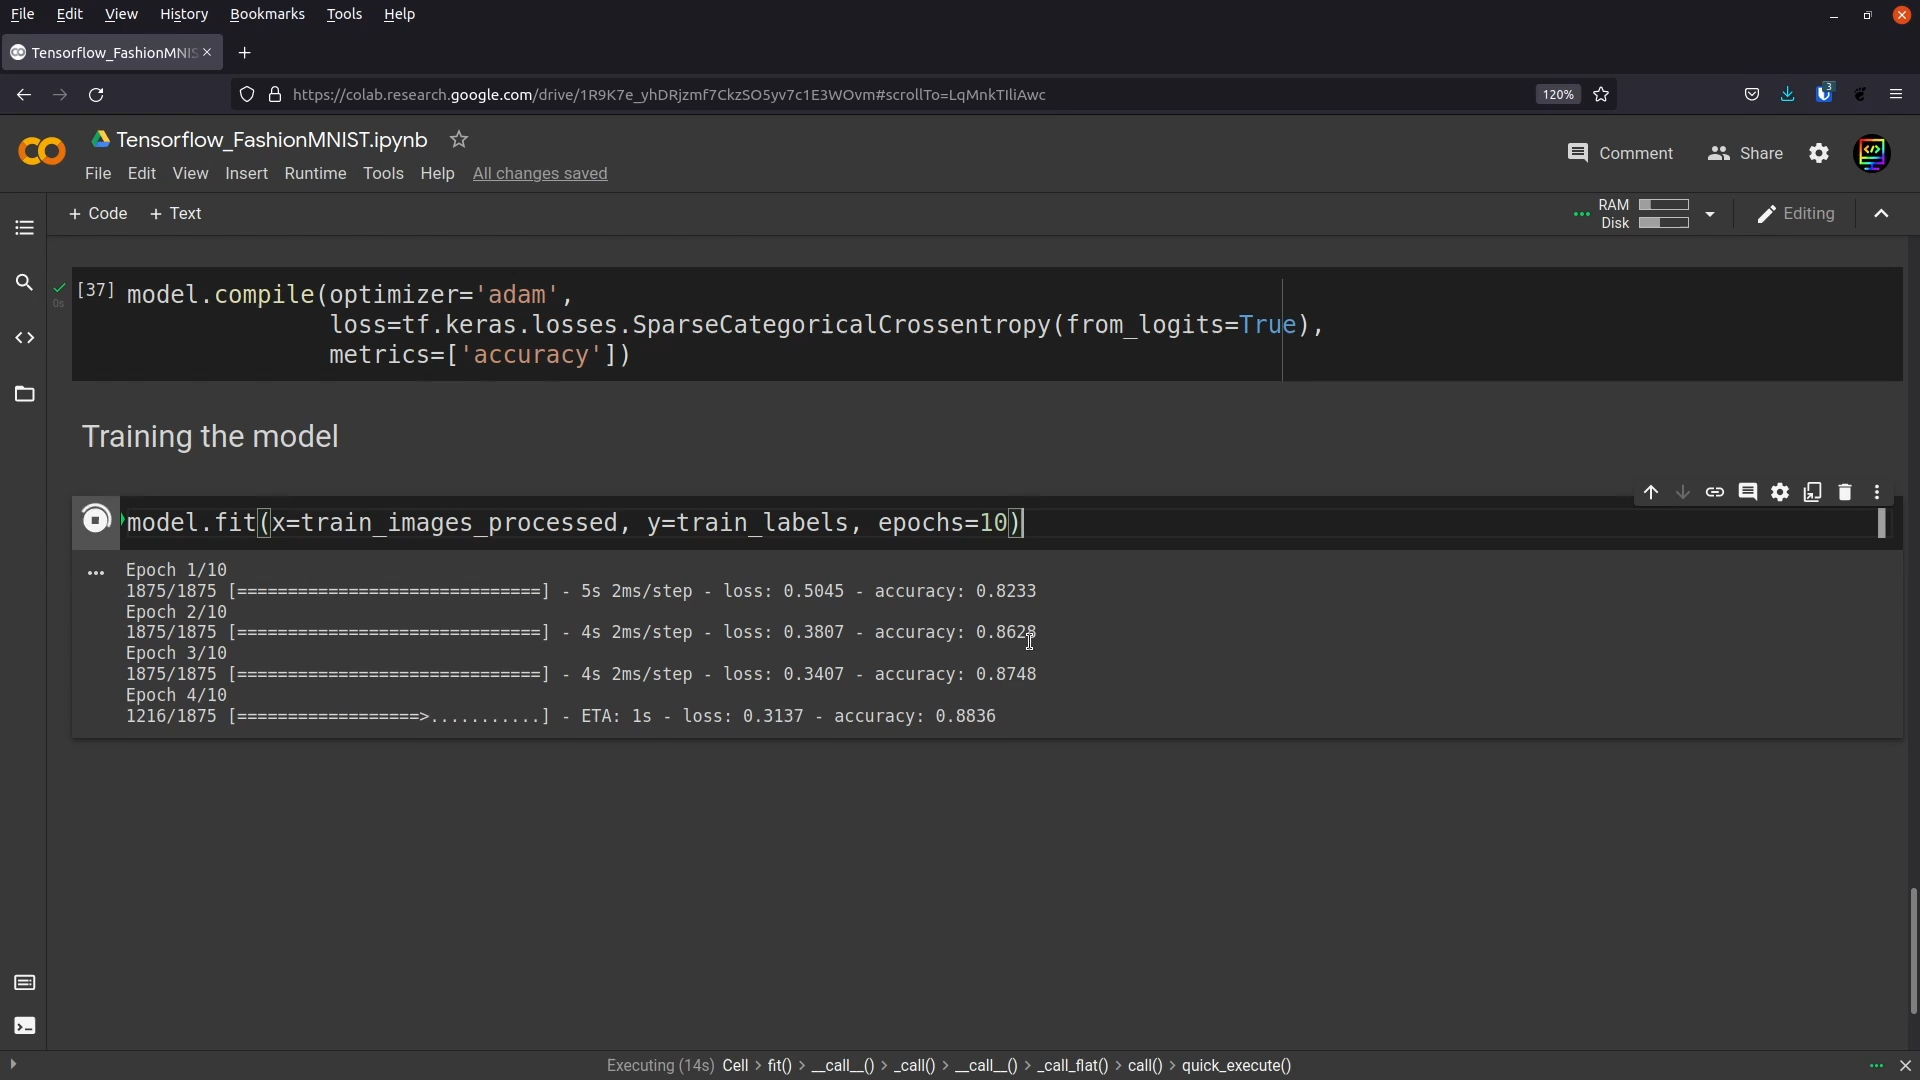 File Edit View History Bookmarks Tools Help
Tensorflow_FashionMNIS
https://colab.research.google.com/drive/1R9K7e_yhDRjzmf7CkzSO5yv7c1E3WOvm#scrollTo=LqMnkTIliAwc 120% 3
Tensorflow_FashionMNIST.ipynb
Comment Share
File Edit View Insert Runtime Tools Help All changes saved
+ Code + Text RAM Disk Editing
[37] model.compile(optimizer='adam',
0s
loss=tf.keras.losses.SparseCategoricalCrossentropy(from_logits=True),
metrics=['accuracy'])
Training the model
model.fit(x=train_images_processed, y=train_labels, epochs=10)
Epoch 1/10
1875/1875 [==============================] - 5s 2ms/step - loss: 0.5045 - accuracy: 0.8233
Epoch 2/10
1875/1875 [==============================] - 4s 2ms/step - loss: 0.3807 - accuracy: 0.8628
Epoch 3/10
1875/1875 [==============================] - 4s 2ms/step - loss: 0.3407 - accuracy: 0.8748
Epoch 4/10
1216/1875 [==================>...........] - ETA: 1s - loss: 0.3137 - accuracy: 0.8836
Executing (14s) Cell > fit() > __call__() > _call() > __call__() > _call_flat() > call() > quick_execute()